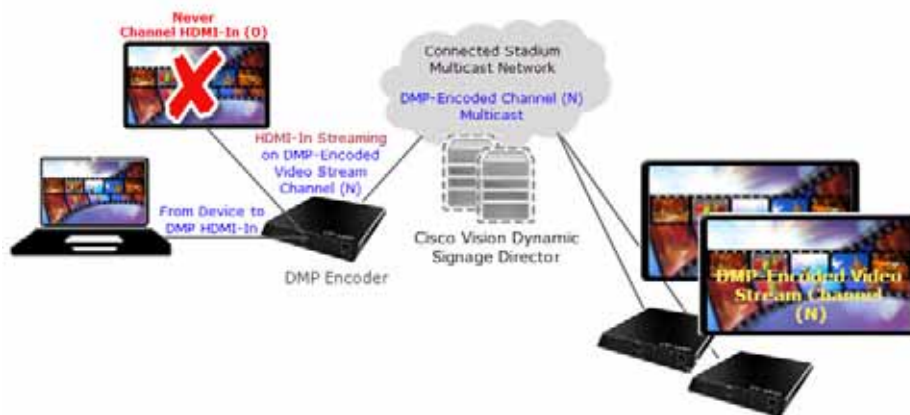 Never
Channel HDMI-In (0)
Connected Stadium
Multicast Network
DMP-Encoded Channel (N)
Multicast
HDMI-In Streaming
on DMP-Encoded
Video Stream
Channel (N)
From Device to
DMP HDMI-In
DMP Encoder
Cisco Vision Dynamic
Signage Director
DMP-Encoded Video
Stream Channel
(N)